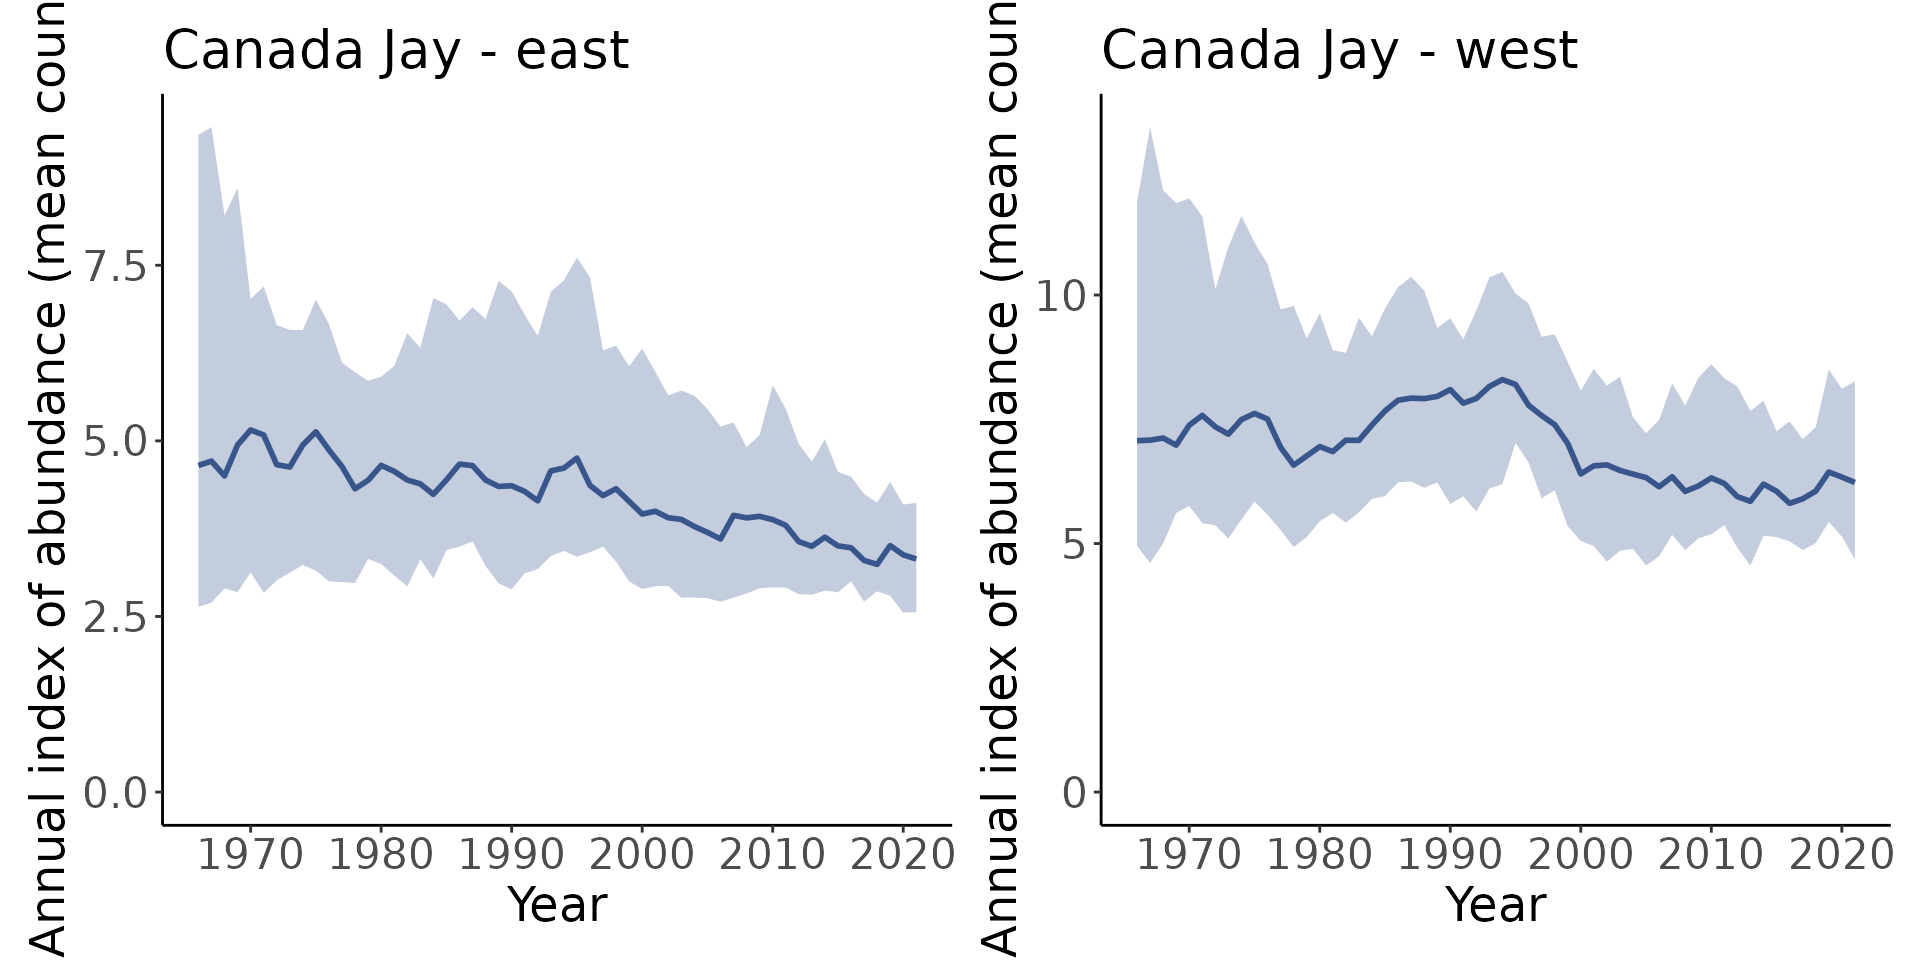 Canada Jay - east
Annual index of abundance (mean coun
7.5
5.0
2.5
0.0
1970 1980 1990 2000 2010 2020
Year
Canada Jay - west
Annual index of abundance (mean coun
10
5
0
1970 1980 1990 2000 2010 2020
Year